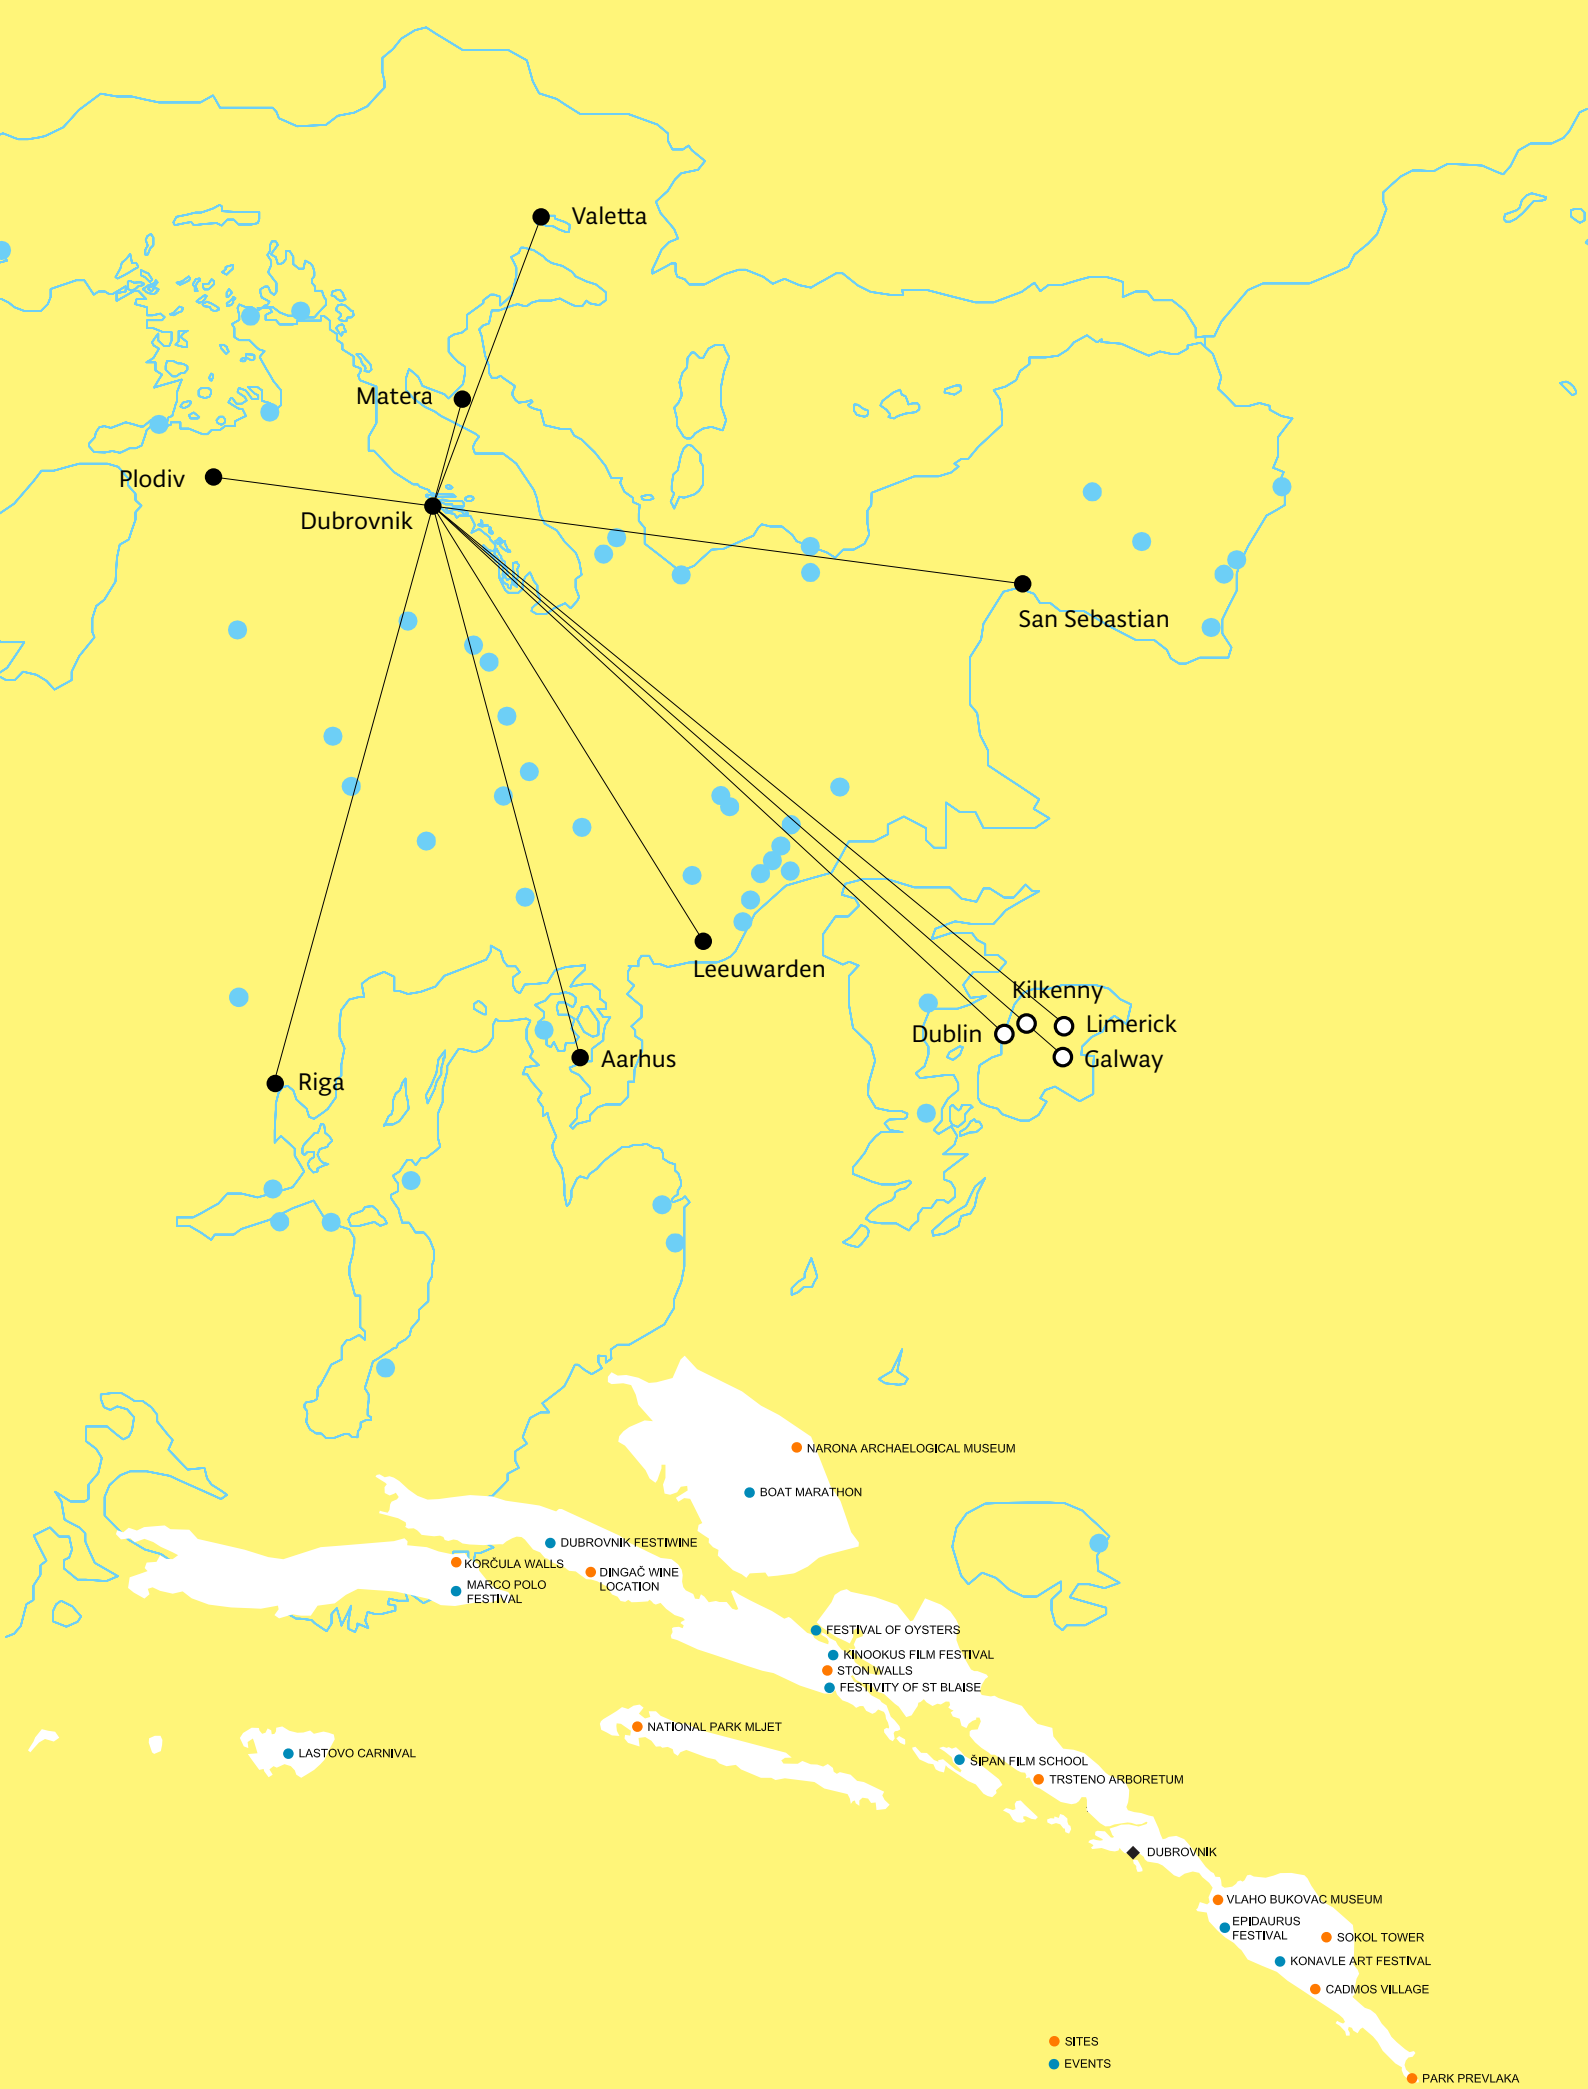 Valetta
Matera
Plodiv
Dubrovnik
San Sebastian
Leeuwarden
Kilkenny
Limerick
Dublin
Galway
Aarhus
Riga
NARONA ARCHAELOGICAL MUSEUM
BOAT MARATHON
DUBROVNIK FESTIWINE
KORČULA WALLS
DINGAČ WINE
LOCATION
MARCO POLO
FESTIVAL
FESTIVAL OF OYSTERS
KINOOKUS FILM FESTIVAL
STON WALLS
FESTIVITY OF ST BLAISE
NATIONAL PARK MLJET
LASTOVO CARNIVAL
ŠIPAN FILM SCHOOL
TRSTENO ARBORETUM
DUBROVNIK
VLAHO BUKOVAC MUSEUM
EPIDAURUS
FESTIVAL
SOKOL TOWER
KONAVLE ART FESTIVAL
CADMOS VILLAGE
SITES
EVENTS
PARK PREVLAKA